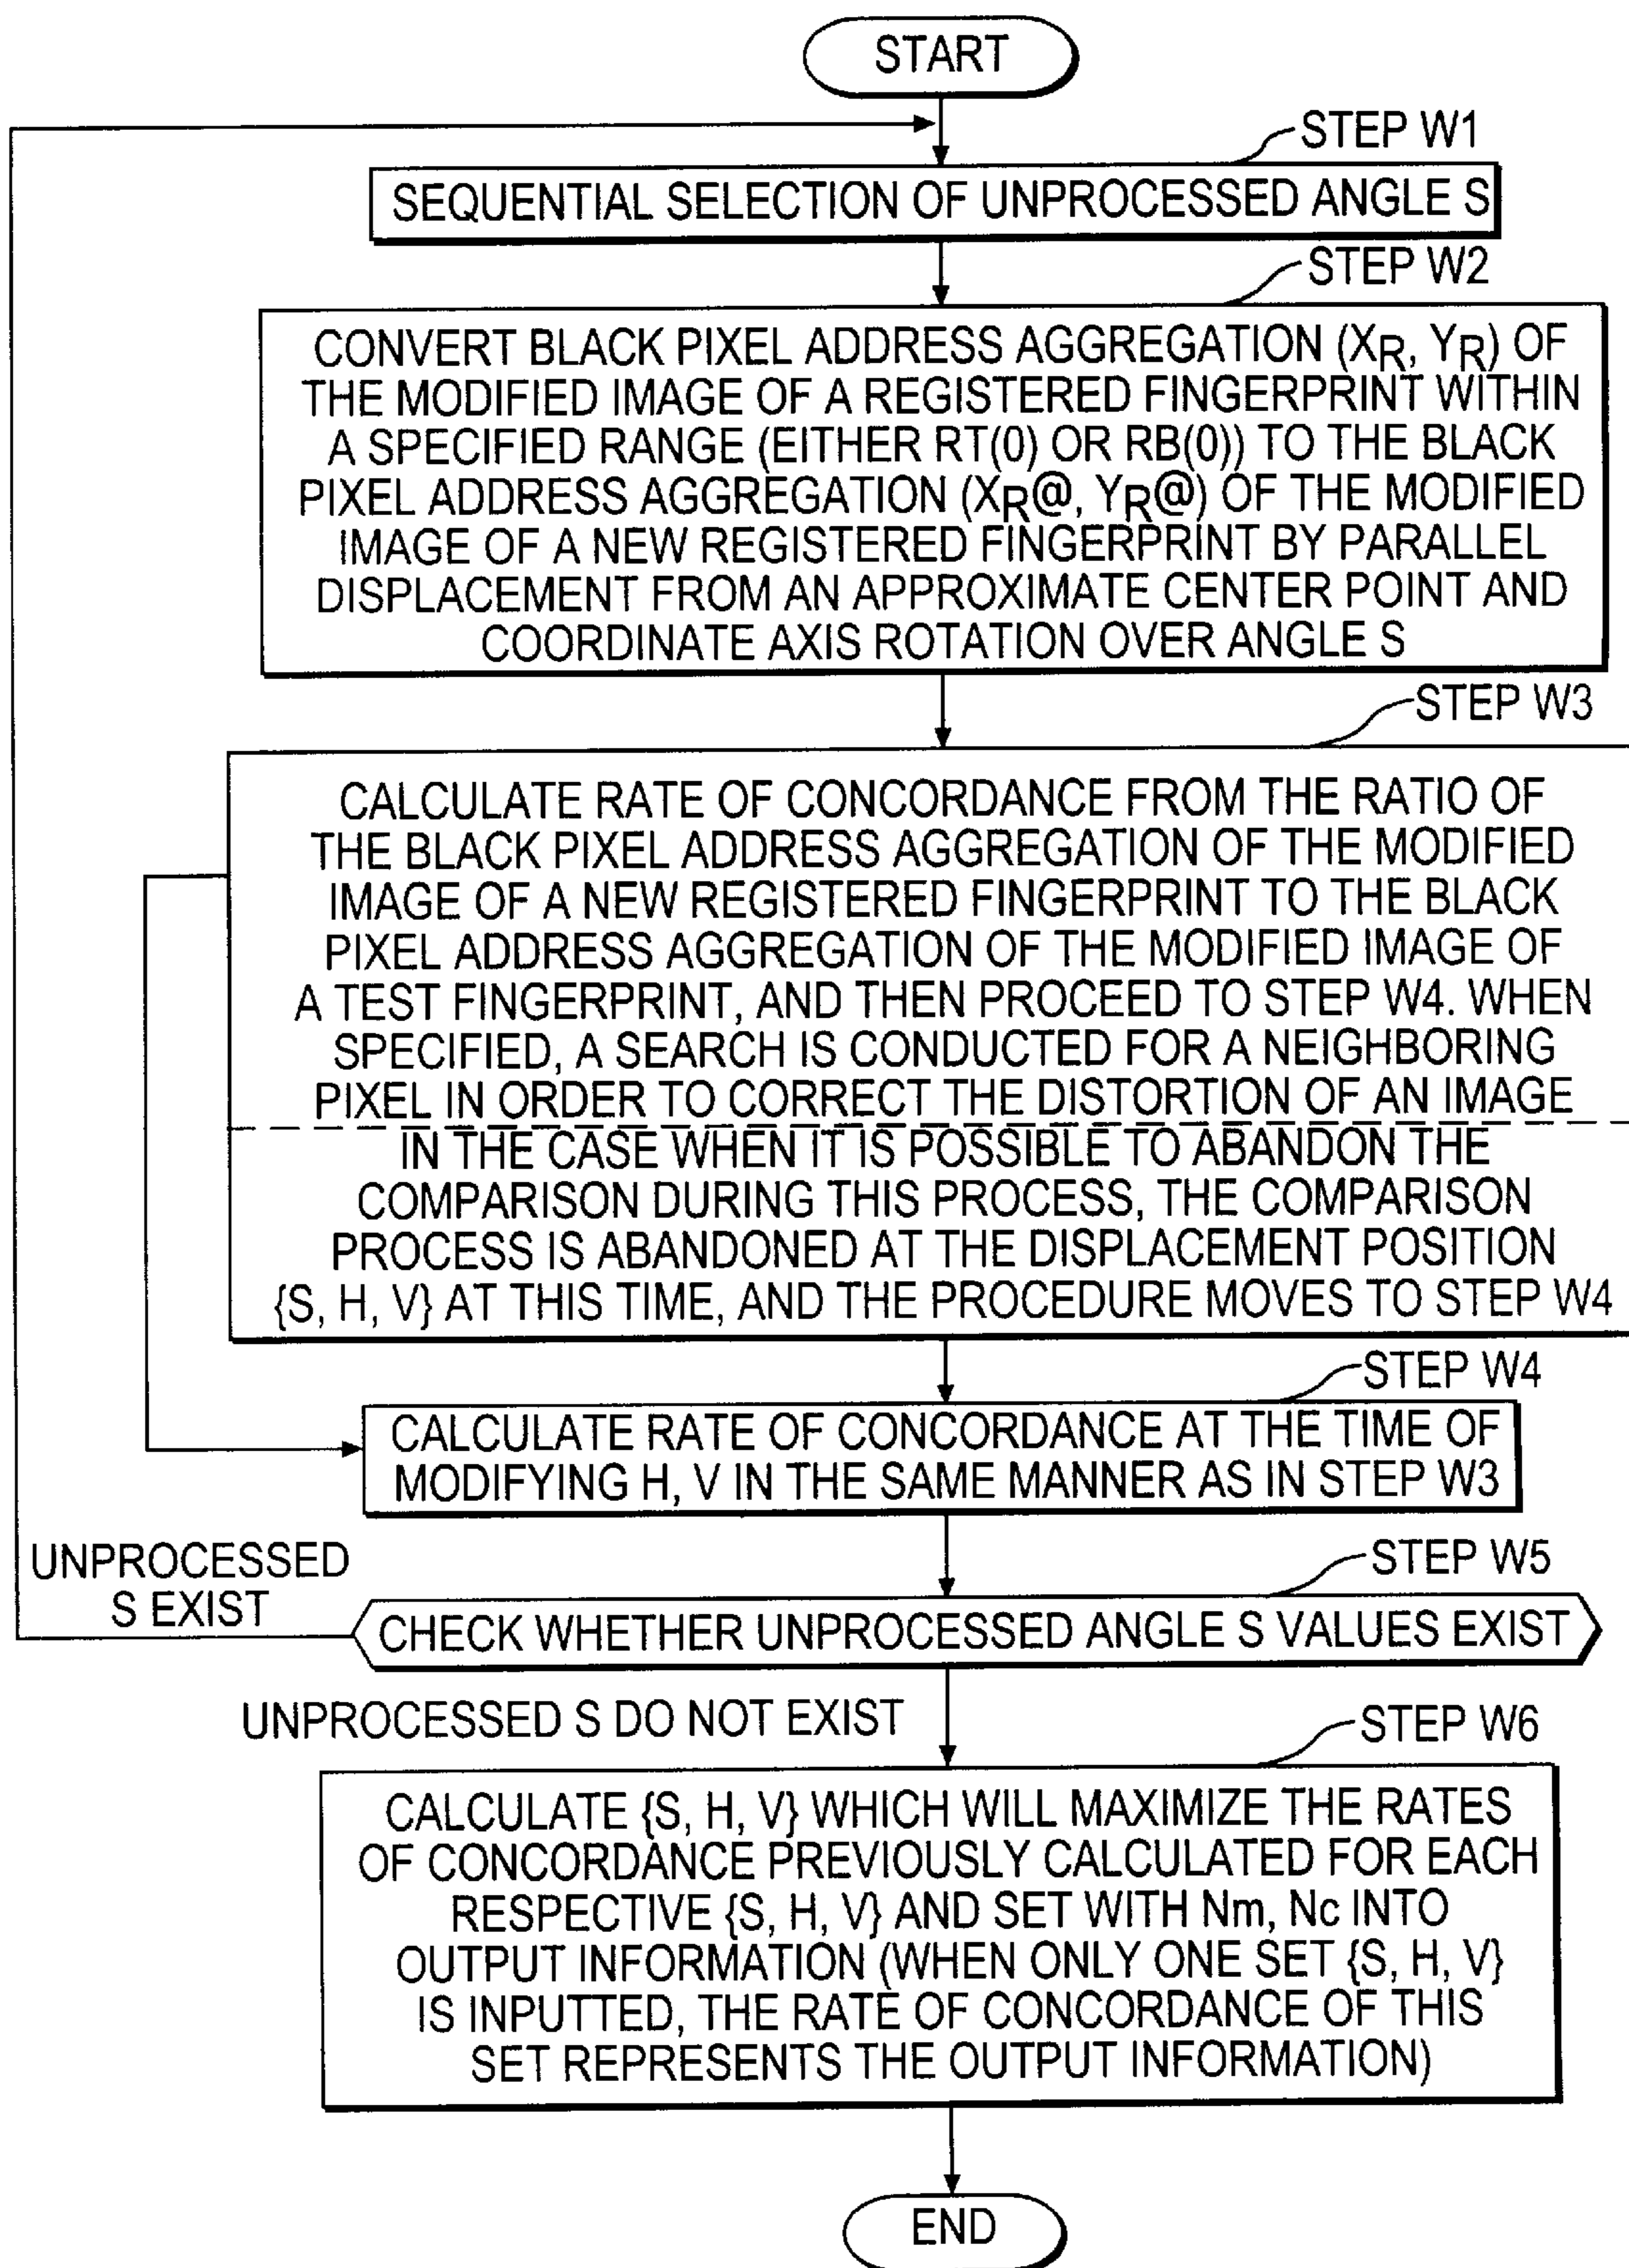 START
STEP W1
SEQUENTIAL SELECTION OF UNPROCESSED ANGLE S
STEP W2
CONVERT BLACK PIXEL ADDRESS AGGREGATION (XR, YR) OF
THE MODIFIED IMAGE OF A REGISTERED FINGERPRINT WITHIN
A SPECIFIED RANGE (EITHER RT(0) OR RB(0)) TO THE BLACK
PIXEL ADDRESS AGGREGATION (XR@, YR@) OF THE MODIFIED
IMAGE OF A NEW REGISTERED FINGERPRINT BY PARALLEL
DISPLACEMENT FROM AN APPROXIMATE CENTER POINT AND
COORDINATE AXIS ROTATION OVER ANGLE S
STEP W3
CALCULATE RATE OF CONCORDANCE FROM THE RATIO OF
THE BLACK PIXEL ADDRESS AGGREGATION OF THE MODIFIED
IMAGE OF A NEW REGISTERED FINGERPRINT TO THE BLACK
PIXEL ADDRESS AGGREGATION OF THE MODIFIED IMAGE OF
A TEST FINGERPRINT, AND THEN PROCEED TO STEP W4. WHEN
SPECIFIED, A SEARCH IS CONDUCTED FOR A NEIGHBORING
PIXEL IN ORDER TO CORRECT THE DISTORTION OF AN IMAGE
IN THE CASE WHEN IT IS POSSIBLE TO ABANDON THE
COMPARISON DURING THIS PROCESS, THE COMPARISON
PROCESS IS ABANDONED AT THE DISPLACEMENT POSITION
{S, H, V} AT THIS TIME, AND THE PROCEDURE MOVES TO STEP W4
STEP W4
CALCULATE RATE OF CONCORDANCE AT THE TIME OF
MODIFYING H, V IN THE SAME MANNER AS IN STEP W3
UNPROCESSED
S EXIST
STEP W5
CHECK WHETHER UNPROCESSED ANGLE S VALUES EXIST
UNPROCESSED S DO NOT EXIST
STEP W6
CALCULATE {S, H, V} WHICH WILL MAXIMIZE THE RATES
OF CONCORDANCE PREVIOUSLY CALCULATED FOR EACH
RESPECTIVE {S, H, V} AND SET WITH Nm, Nc INTO
OUTPUT INFORMATION (WHEN ONLY ONE SET {S, H, V}
IS INPUTTED, THE RATE OF CONCORDANCE OF THIS
SET REPRESENTS THE OUTPUT INFORMATION)
END